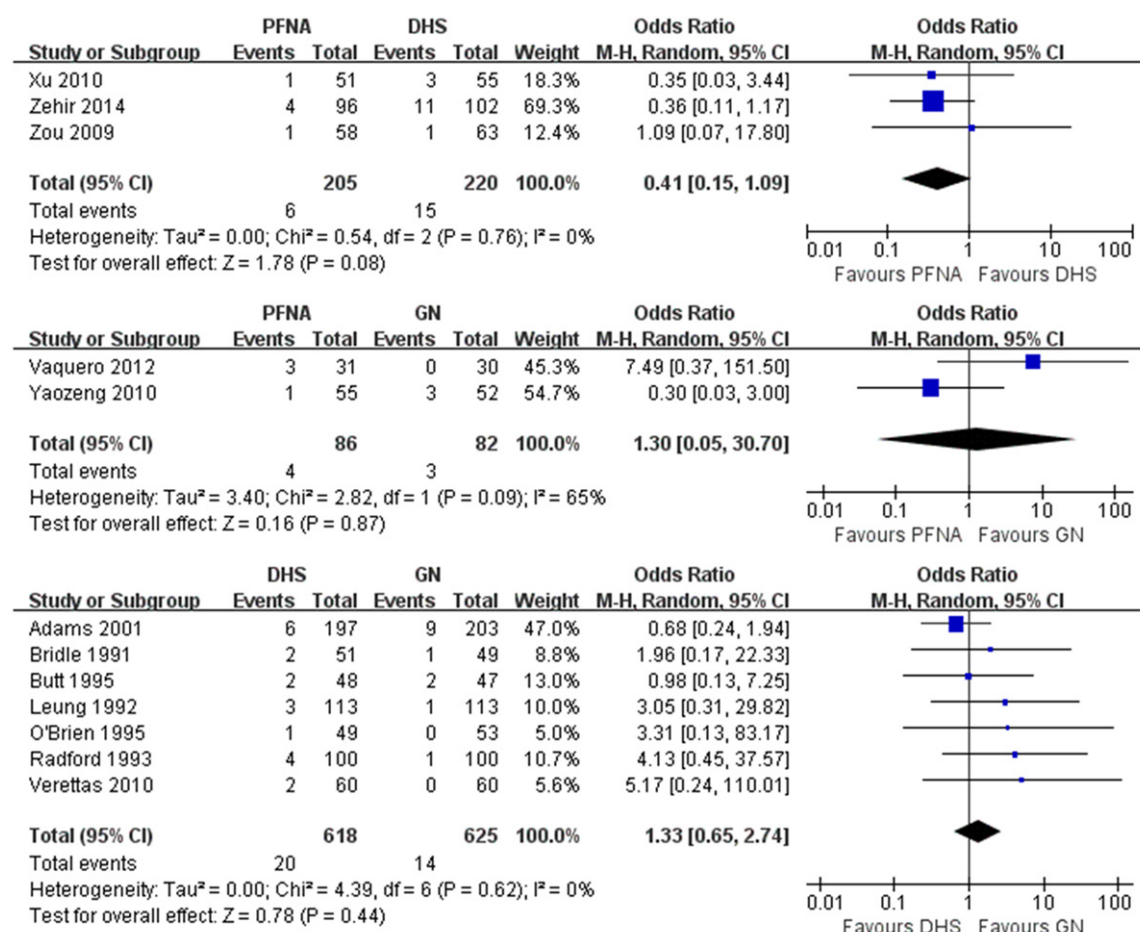 PFNA DHS Odds Ratio Odds Ratio
Study or Subgroup Events Total Events Total Weight M-H, Random, 95% CI M-H, Random, 95% CI
Xu 2010 1 51 3 55 18.3% 0.35 [0.03, 3.44]
Zehir 2014 4 96 11 102 69.3% 0.36 [0.11, 1.17]
Zou 2009 1 58 1 63 12.4% 1.09 [0.07, 17.80]
Total (95% CI) 205 220 100.0% 0.41 [0.15, 1.09]
Total events 6 15
Heterogeneity: Tau² = 0.00; Chi² = 0.54, df = 2 (P = 0.76); I² = 0%
Test for overall effect: Z = 1.78 (P = 0.08)
0.01 0.1 1 10 100
Favours PFNA Favours DHS
PFNA GN Odds Ratio Odds Ratio
Study or Subgroup Events Total Events Total Weight M-H, Random, 95% CI M-H, Random, 95% CI
Vaquero 2012 3 31 0 30 45.3% 7.49 [0.37, 151.50]
Yaozeng 2010 1 55 3 52 54.7% 0.30 [0.03, 3.00]
Total (95% CI) 86 82 100.0% 1.30 [0.05, 30.70]
Total events 4 3
Heterogeneity: Tau² = 3.40; Chi² = 2.82, df = 1 (P = 0.09); I² = 65%
Test for overall effect: Z = 0.16 (P = 0.87)
0.01 0.1 1 10 100
Favours PFNA Favours GN
DHS GN Odds Ratio Odds Ratio
Study or Subgroup Events Total Events Total Weight M-H, Random, 95% CI M-H, Random, 95% CI
Adams 2001 6 197 9 203 47.0% 0.68 [0.24, 1.94]
Bridle 1991 2 51 1 49 8.8% 1.96 [0.17, 22.33]
Butt 1995 2 48 2 47 13.0% 0.98 [0.13, 7.25]
Leung 1992 3 113 1 113 10.0% 3.05 [0.31, 29.82]
O'Brien 1995 1 49 0 53 5.0% 3.31 [0.13, 83.17]
Radford 1993 4 100 1 100 10.7% 4.13 [0.45, 37.57]
Verettas 2010 2 60 0 60 5.6% 5.17 [0.24, 110.01]
Total (95% CI) 618 625 100.0% 1.33 [0.65, 2.74]
Total events 20 14
Heterogeneity: Tau² = 0.00; Chi² = 4.39, df = 6 (P = 0.62); I² = 0%
Test for overall effect: Z = 0.78 (P = 0.44)
0.01 0.1 1 10 100
Favours DHS Favours GN